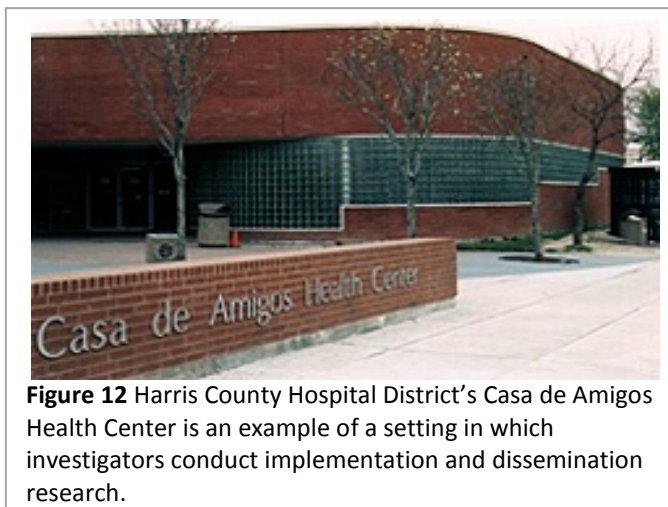 Casa de Amigos Health Center
Figure 12 Harris County Hospital District’s Casa de Amigos
Health Center is an example of a setting in which
investigators conduct implementation and dissemination
research.